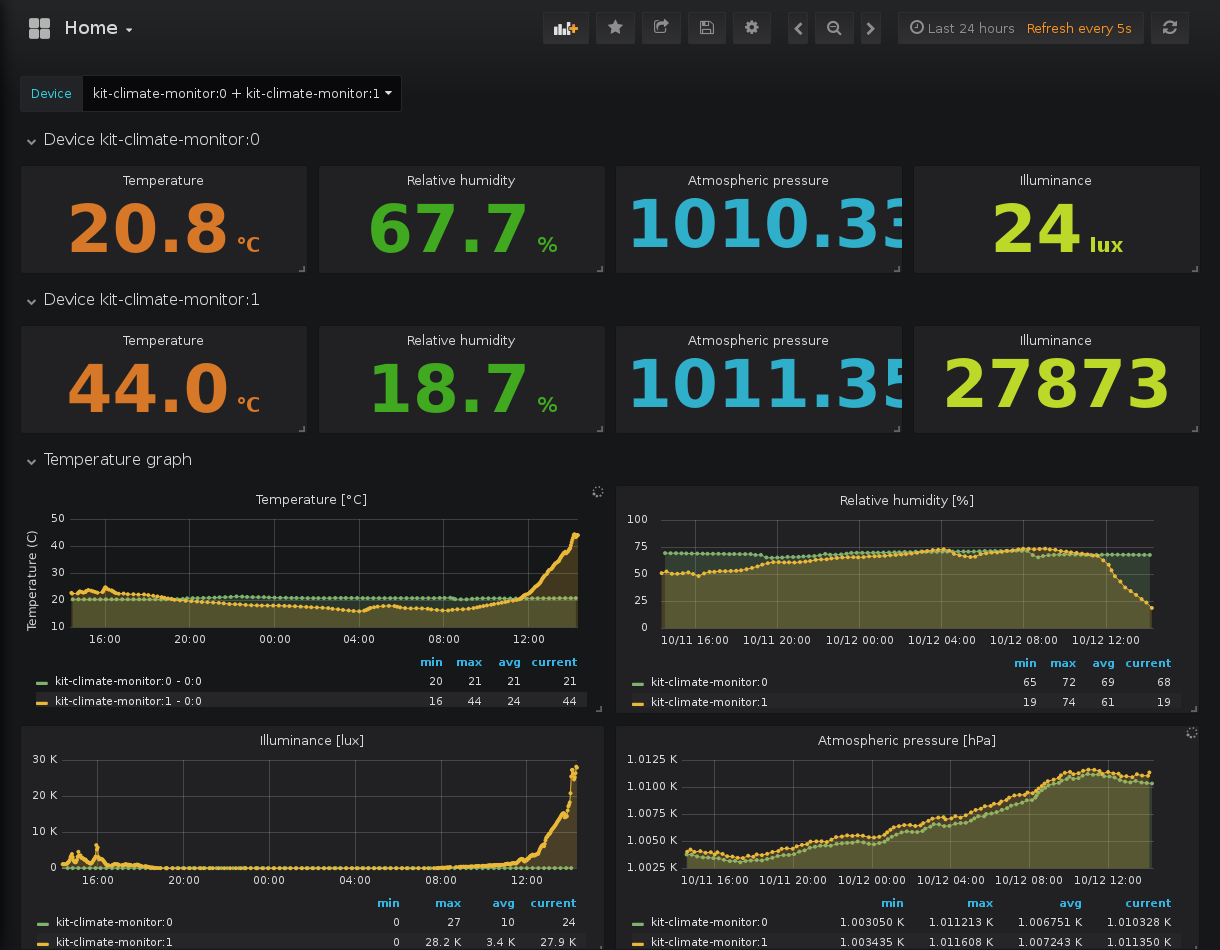 Home
Last 24 hours Refresh every 5s
Device kit-climate-monitor:0 + kit-climate-monitor:1
Device kit-climate-monitor:0
Temperature Relative humidity Atmospheric pressure Illuminance
20.8 °C 67.7 % 1010.33 24 lux
Device kit-climate-monitor:1
Temperature Relative humidity Atmospheric pressure Illuminance
44.0 °C 18.7 % 1011.35 27873
Temperature graph
Temperature [°C]
Temperature (C)
50
40
30
20
10
16:00 20:00 00:00 04:00 08:00 12:00
min max avg current
kit-climate-monitor:0 - 0:0 20 21 21 21
kit-climate-monitor:1 - 0:0 16 44 24 44
Relative humidity [%]
100
75
50
25
0
10/11 16:00 10/11 20:00 10/12 00:00 10/12 04:00 10/12 08:00 10/12 12:00
min max avg current
kit-climate-monitor:0 65 72 69 68
kit-climate-monitor:1 19 74 61 19
Illuminance [lux]
30 K
20 K
10 K
0
16:00 20:00 00:00 04:00 08:00 12:00
min max avg current
kit-climate-monitor:0 0 27 10 24
kit-climate-monitor:1 0 28.2 K 3.4 K 27.9 K
Atmospheric pressure [hPa]
1.0125 K
1.0100 K
1.0075 K
1.0050 K
1.0025 K
10/11 16:00 10/11 20:00 10/12 00:00 10/12 04:00 10/12 08:00 10/12 12:00
min max avg current
kit-climate-monitor:0 1.003050 K 1.011213 K 1.006751 K 1.010328 K
kit-climate-monitor:1 1.003435 K 1.011608 K 1.007243 K 1.011350 K